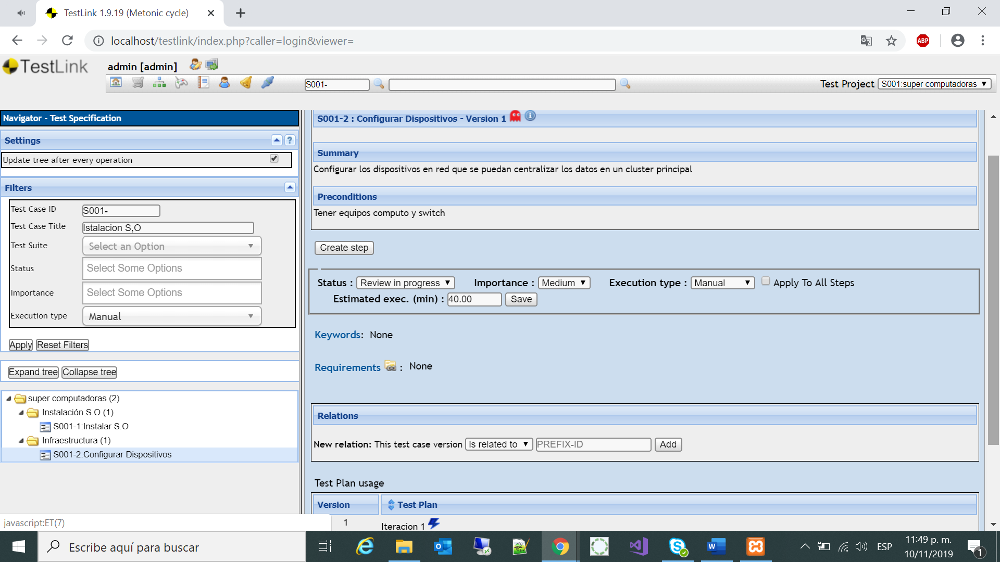 TestLink 1.9.19 (Metonic cycle)
localhost/testlink/index.php?caller=login&viewer=
ABP
TestLink
admin [admin]
S001-
Test Project
S001:super computadoras
Navigator - Test Specification
Settings
?
Update tree after every operation
Filters
Test Case ID
S001-
Test Case Title
Istalacion S,O
Test Suite
Select an Option
Status
Select Some Options
Importance
Select Some Options
Execution type
Manual
Apply
Reset Filters
Expand tree
Collapse tree
super computadoras (2)
Instalación S.O (1)
S001-1:Instalar S.O
Infraestructura (1)
S001-2:Configurar Dispositivos
javascript:ET(7)
S001-2 : Configurar Dispositivos - Version 1
Summary
Configurar los dispositivos en red que se puedan centralizar los datos en un cluster principal
Preconditions
Tener equipos computo y switch
Create step
Status : Review in progress Importance : Medium Execution type : Manual Apply To All Steps
Estimated exec. (min) : 40.00 Save
Keywords: None
Requirements : None
Relations
New relation: This test case version is related to PREFIX-ID Add
Test Plan usage
Version
Test Plan
1
Iteracion 1
Escribe aquí para buscar
ESP
11:49 p. m.
10/11/2019
1